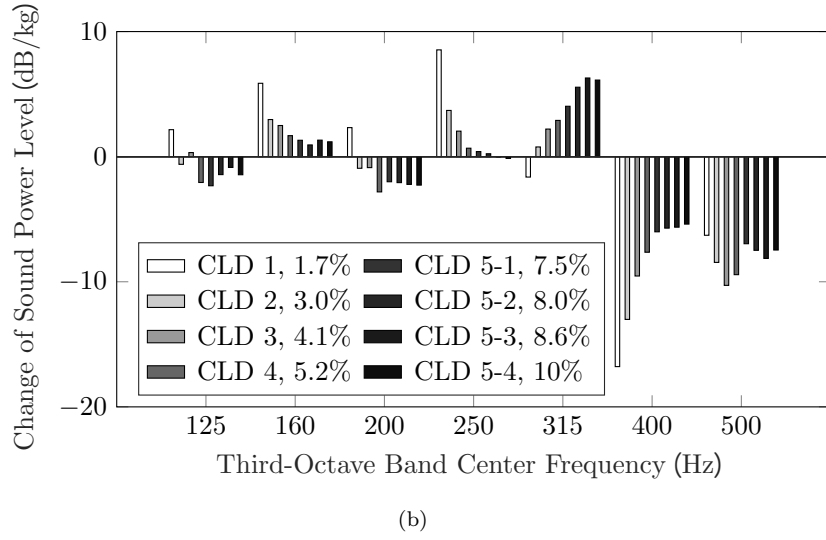 Change of Sound Power Level (dB/kg)
10
0
−10
−20
CLD 1, 1.7%
CLD 5-1, 7.5%
CLD 2, 3.0%
CLD 5-2, 8.0%
CLD 3, 4.1%
CLD 5-3, 8.6%
CLD 4, 5.2%
CLD 5-4, 10%
125 160 200 250 315 400 500
Third-Octave Band Center Frequency (Hz)
(b)